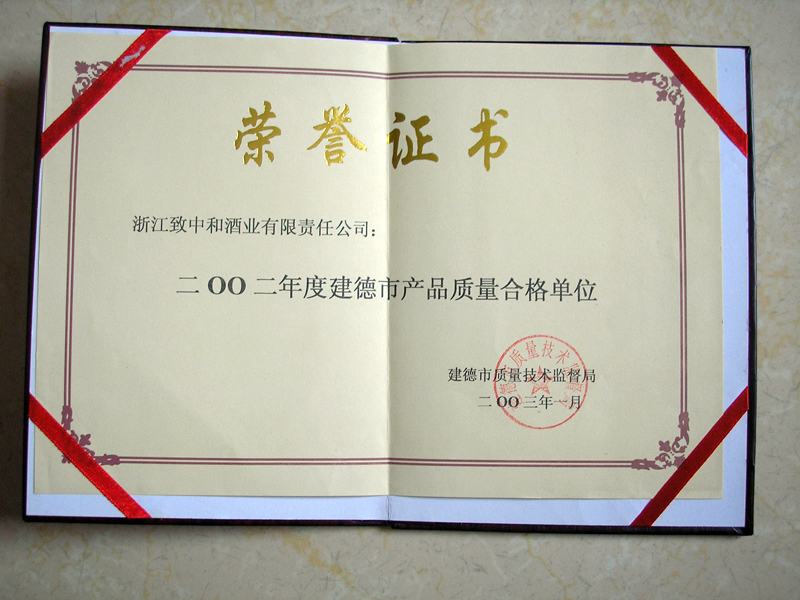 荣誉证书
浙江致中和酒业有限责任公司：
二OO二年度建德市产品质量合格单位
建德市质量技术监督局
二OO三年一月